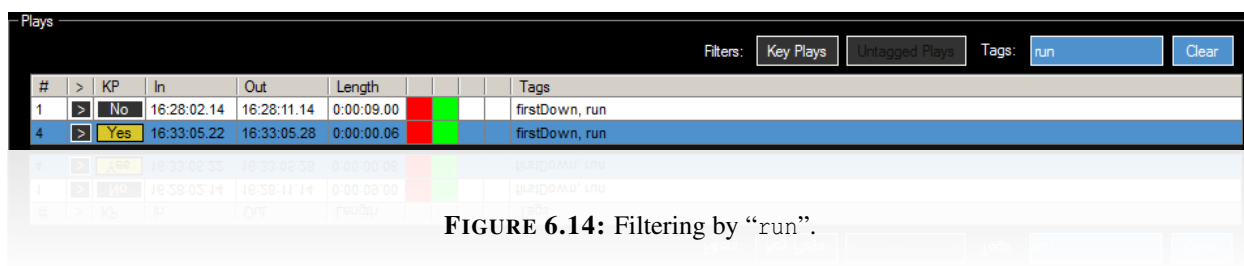 Plays
Filters: Key Plays Untagged Plays Tags: run Clear
# > KP In Out Length Tags
1 > No 16:28:02.14 16:28:11.14 0:00:09.00 firstDown, run
4 > Yes 16:33:05.22 16:33:05.28 0:00:00.06 firstDown, run
FIGURE 6.14: Filtering by “run”.